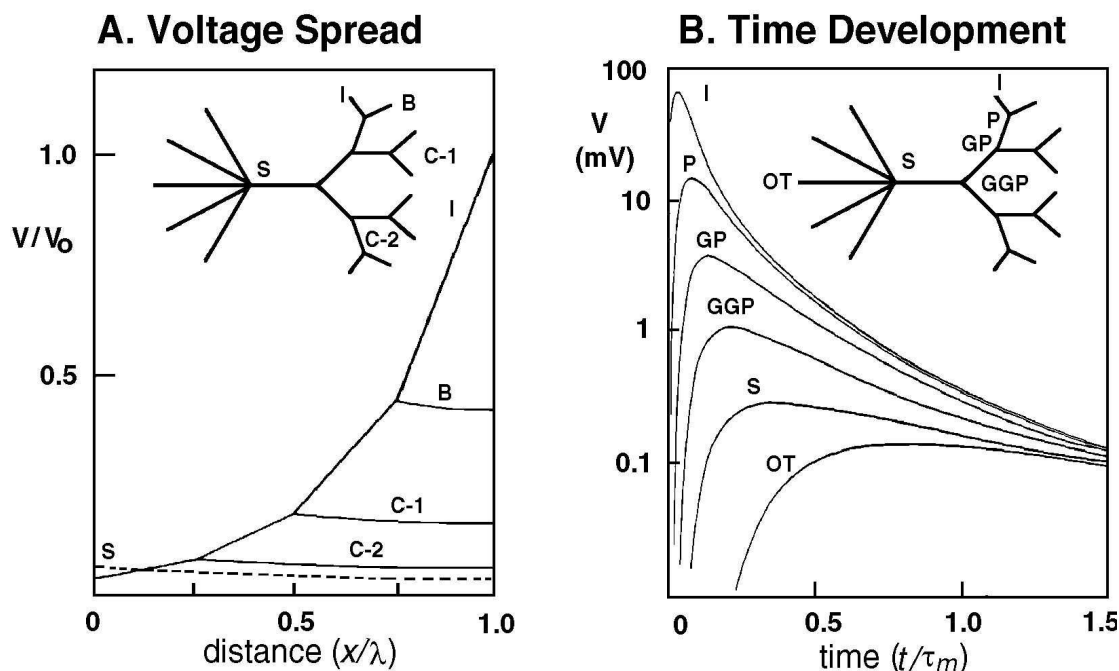 A. Voltage Spread
1.0
V/Vo
0.5
I
B
S
C-1
C-2
I
B
C-1
C-2
S
0
0.5
1.0
distance (x/λ)
B. Time Development
100
V
(mV)
10
1
0.1
I
P
GP
GGP
S
OT
I
P
GP
S
OT
GGP
0
0.5
1.0
1.5
time (t/τm)